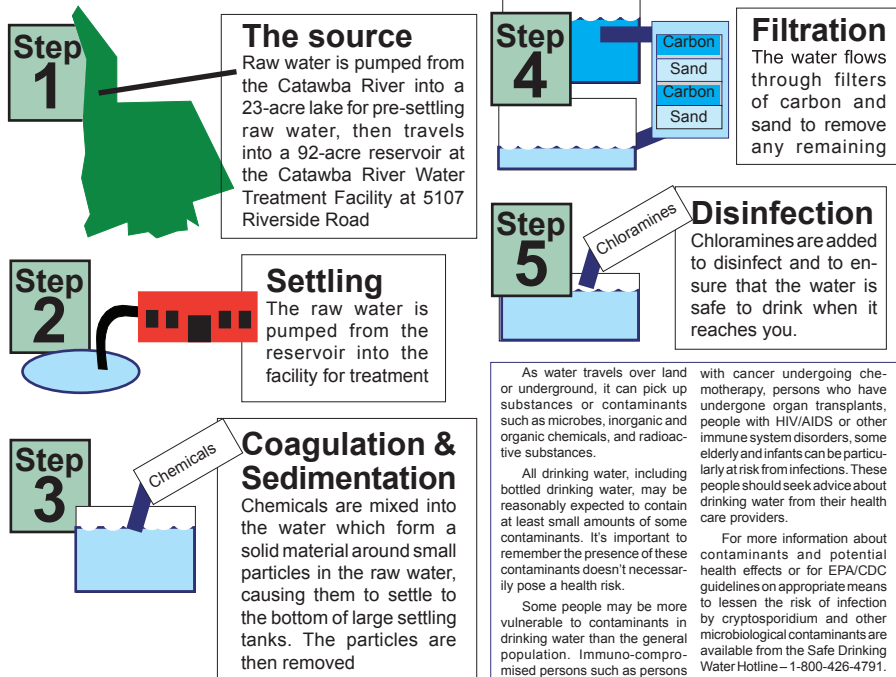 Step
1
The source
Raw water is pumped from
the Catawba River into a
23-acre lake for pre-settling
raw water, then travels
into a 92-acre reservoir at
the Catawba River Water
Treatment Facility at 5107
Riverside Road
Step
2
Settling
The raw water is
pumped from the
reservoir into the
facility for treatment
Step
3
Chemicals
Coagulation &
Sedimentation
Chemicals are mixed into
the water which form a
solid material around small
particles in the raw water,
causing them to settle to
the bottom of large settling
tanks. The particles are
then removed
Step
4
Carbon
Sand
Carbon
Sand
Filtration
The water flows
through filters
of carbon and
sand to remove
any remaining
Step
5
Chloramines
Disinfection
Chloramines are added
to disinfect and to en-
sure that the water is
safe to drink when it
reaches you.
As water travels over land
or underground, it can pick up
substances or contaminants
such as microbes, inorganic and
organic chemicals, and radioac-
tive substances.
All drinking water, including
bottled drinking water, may be
reasonably expected to contain
at least small amounts of some
contaminants. It's important to
remember the presence of these
contaminants doesn't necessar-
ily pose a health risk.
Some people may be more
vulnerable to contaminants in
drinking water than the general
population. Immuno-compro-
mised persons such as persons
with cancer undergoing che-
motherapy, persons who have
undergone organ transplants,
people with HIV/AIDS or other
immune system disorders, some
elderly and infants can be particu-
larly at risk from infections. These
people should seek advice about
drinking water from their health
care providers.
For more information about
contaminants and potential
health effects or for EPA/CDC
guidelines on appropriate means
to lessen the risk of infection
by cryptosporidium and other
microbiological contaminants are
available from the Safe Drinking
Water Hotline – 1-800-426-4791.